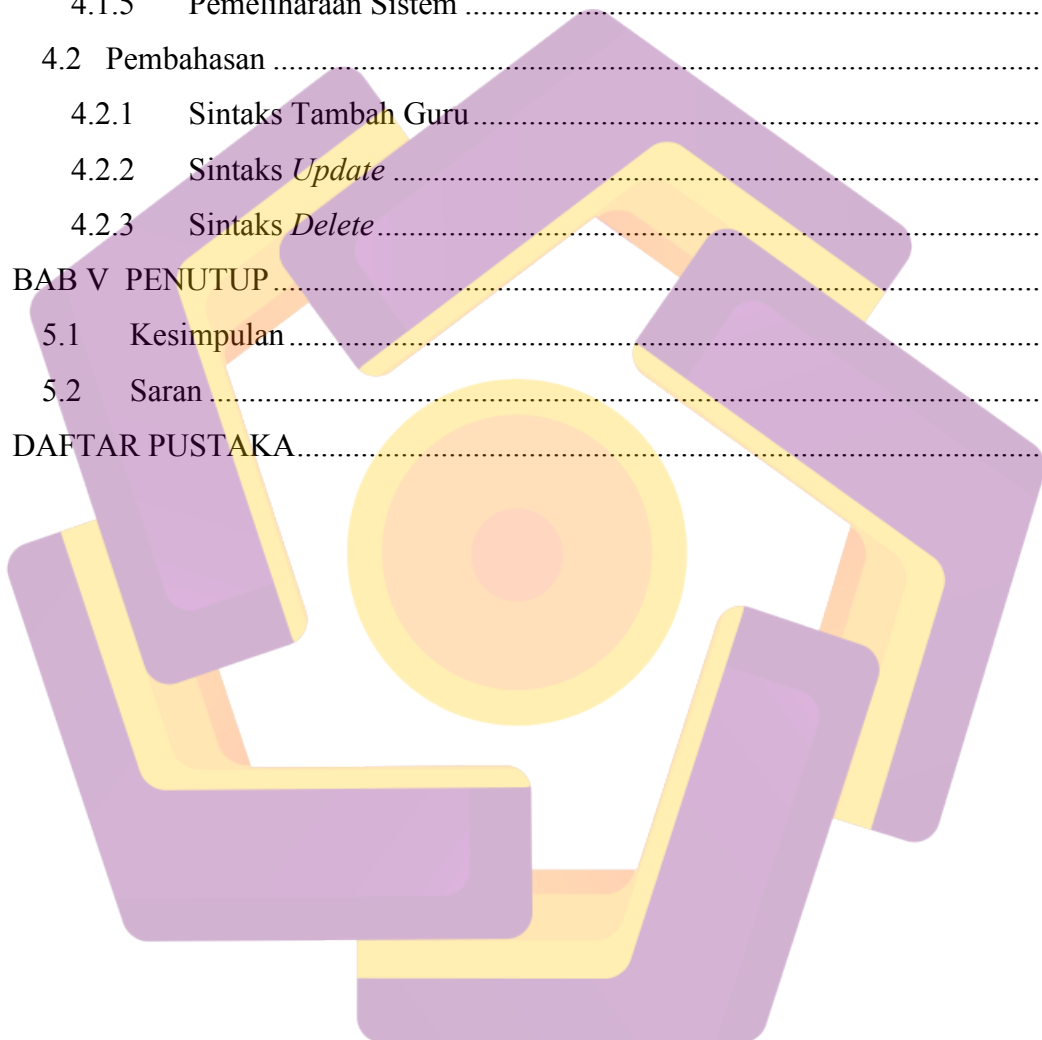 4.1.5 Pemeliharaan Sistem ........................................................................
4.2 Pembahasan ........................................................................
4.2.1 Sintaks Tambah Guru ........................................................................
4.2.2 Sintaks Update ........................................................................
4.2.3 Sintaks Delete ........................................................................
BAB V PENUTUP ........................................................................
5.1 Kesimpulan ........................................................................
5.2 Saran ........................................................................
DAFTAR PUSTAKA ........................................................................